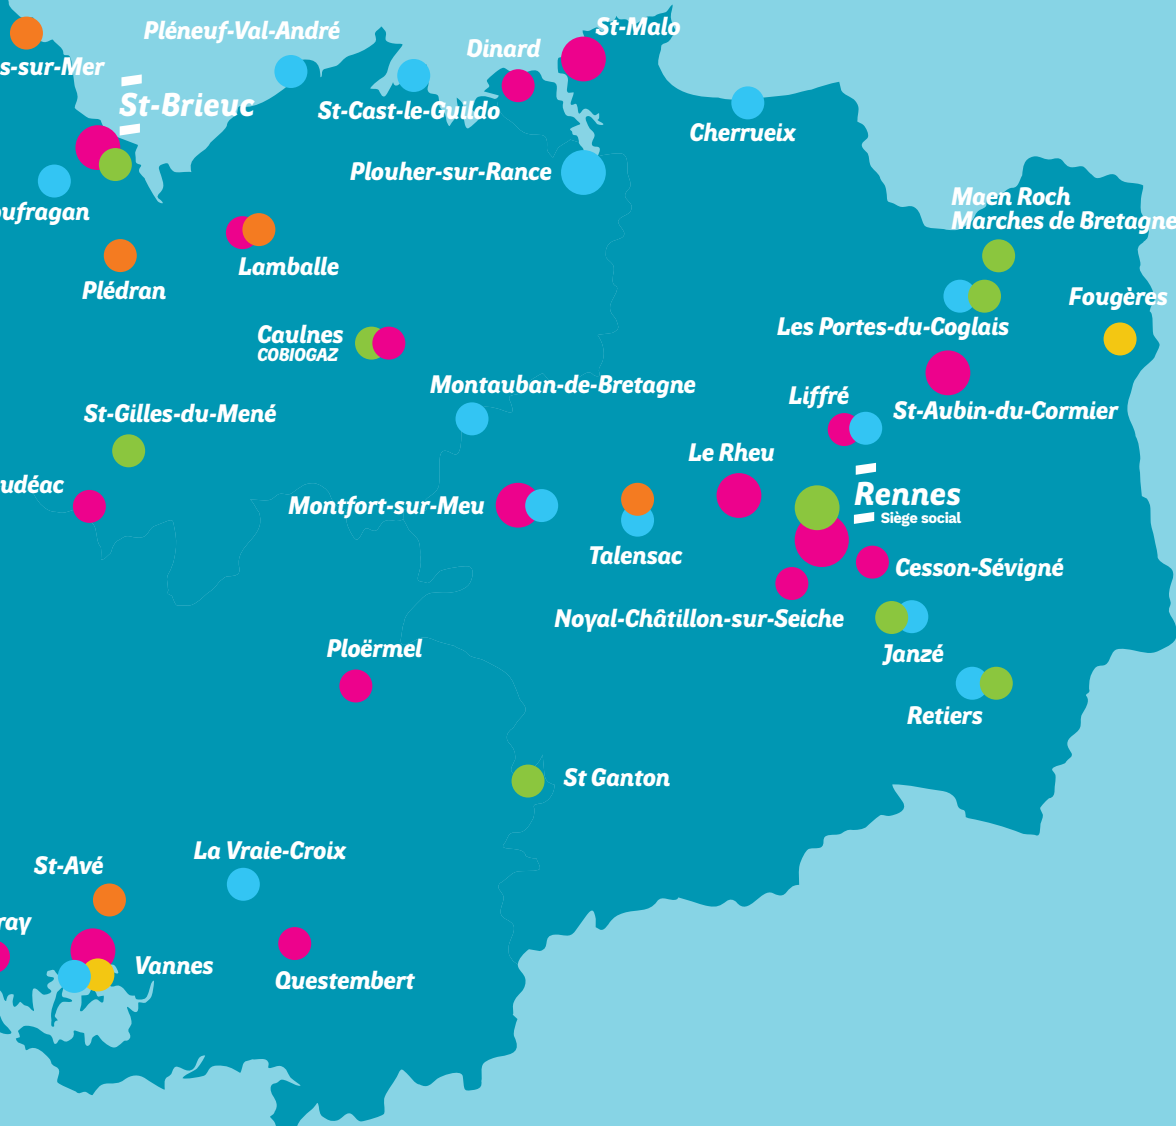 St-Malo
Pléneuf-Val-André
Dinard
s-sur-Mer
St-Brieuc
St-Cast-le-Guildo
Cherrueix
Plouher-sur-Rance
oufragan
Maen Roch
Marches de Bretagne
Lamballe
Plédran
Fougères
Les Portes-du-Coglais
Caulnes
COBIOGAZ
Montauban-de-Bretagne
Liffré
St-Aubin-du-Cormier
St-Gilles-du-Mené
Le Rheu
udéac
Rennes
Siège social
Montfort-sur-Meu
Talensac
Cesson-Sévigné
Noyal-Châtillon-sur-Seiche
Ploërmel
Janzé
Retiers
St Ganton
La Vraie-Croix
St-Avé
ray
Vannes
Questembert